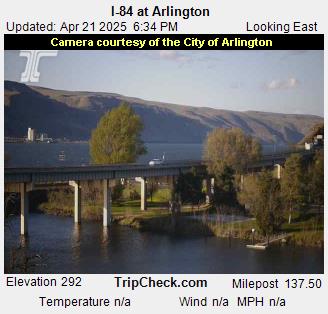 I-84 at Arlington
Updated: Apr 21 2025 6:34 PM Looking East
Camera courtesy of the City of Arlington
Elevation 292 TripCheck.com Milepost 137.50
Temperature n/a Wind n/a MPH n/a